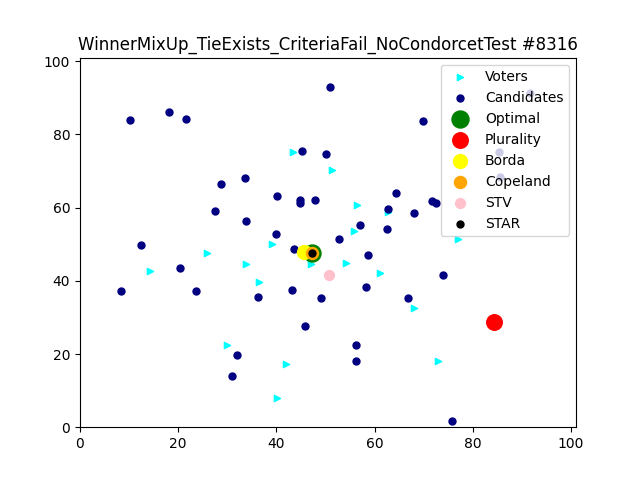 WinnerMixUp_TieExists_CriteriaFail_NoCondorcetTest #8316
100
80
60
40
20
0
0 20 40 60 80 100
Voters
Candidates
Optimal
Plurality
Borda
Copeland
STV
STAR